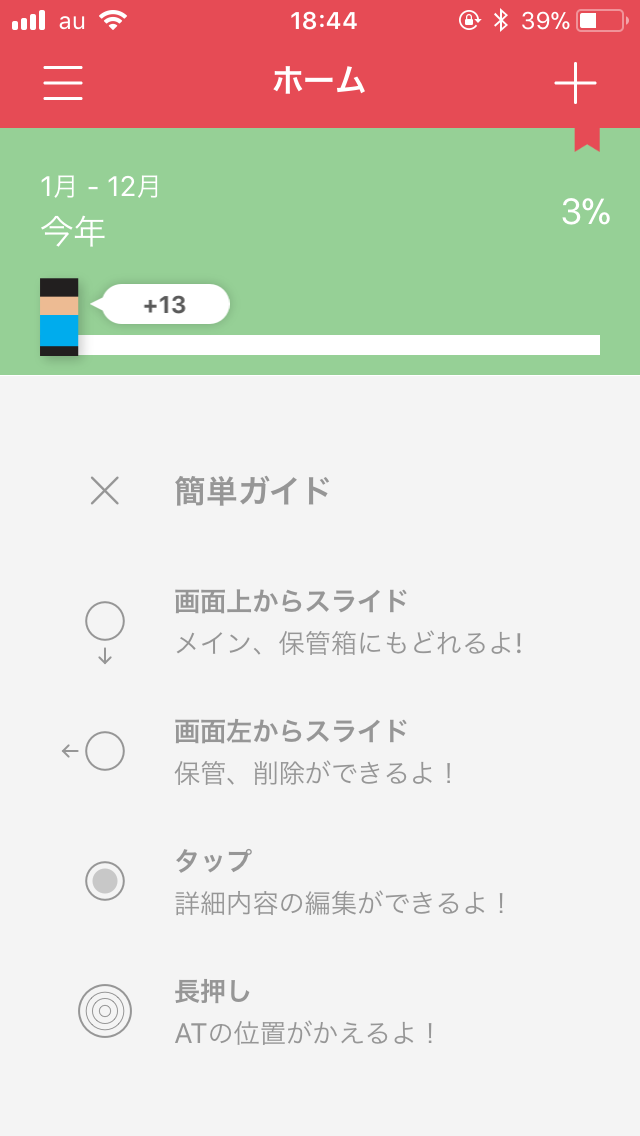 au 18:44 39%
ホーム
1月 - 12月
今年
3%
+13
簡単ガイド
画面上からスライド
メイン、保管箱にもどれるよ!
画面左からスライド
保管、削除ができるよ！
タップ
詳細内容の編集ができるよ！
長押し
ATの位置がかえるよ！